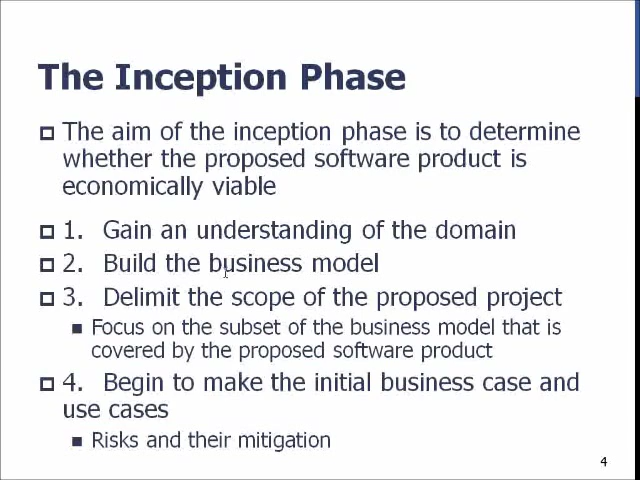 The Inception Phase
The aim of the inception phase is to determine
whether the proposed software product is
economically viable
1. Gain an understanding of the domain
2. Build the business model
3. Delimit the scope of the proposed project
Focus on the subset of the business model that is
covered by the proposed software product
4. Begin to make the initial business case and
use cases
Risks and their mitigation
4